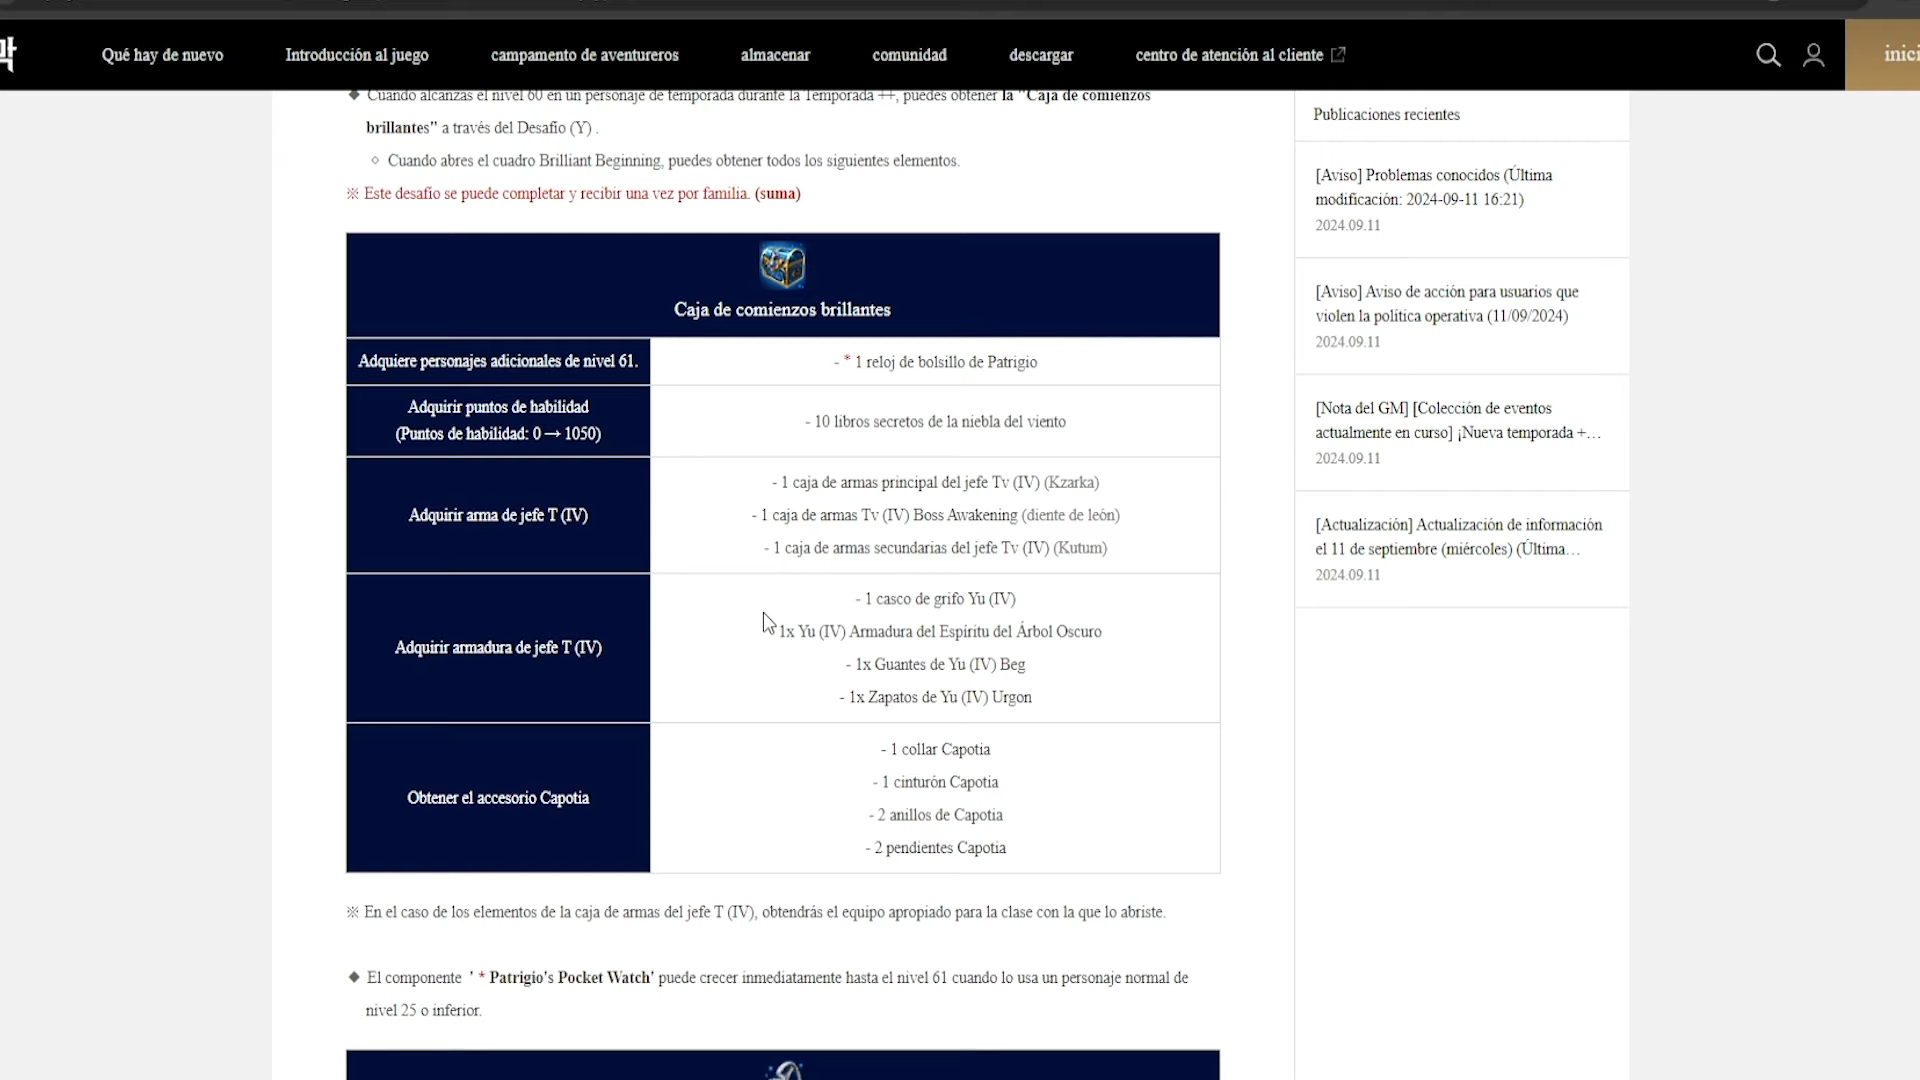 막
Qué hay de nuevo
Introducción al juego
campamento de aventureros
almacenar
comunidad
descargar
centro de atención al cliente
inici
◆ Cuando alcanzas el nivel 60 en un personaje de temporada durante la Temporada ++, puedes obtener la "Caja de comienzos
brillantes" a través del Desafío (Y) .
◇ Cuando abres el cuadro Brilliant Beginning, puedes obtener todos los siguientes elementos.
※ Este desafío se puede completar y recibir una vez por familia. (suma)
Caja de comienzos brillantes
Adquiere personajes adicionales de nivel 61.
- * 1 reloj de bolsillo de Patrigio
Adquirir puntos de habilidad
(Puntos de habilidad: 0 → 1050)
- 10 libros secretos de la niebla del viento
Adquirir arma de jefe T (IV)
- 1 caja de armas principal del jefe Tv (IV) (Kzarka)
- 1 caja de armas Tv (IV) Boss Awakening (diente de león)
- 1 caja de armas secundarias del jefe Tv (IV) (Kutum)
Adquirir armadura de jefe T (IV)
- 1 casco de grifo Yu (IV)
1x Yu (IV) Armadura del Espíritu del Árbol Oscuro
- 1x Guantes de Yu (IV) Beg
- 1x Zapatos de Yu (IV) Urgon
Obtener el accesorio Capotia
- 1 collar Capotia
- 1 cinturón Capotia
- 2 anillos de Capotia
- 2 pendientes Capotia
※ En el caso de los elementos de la caja de armas del jefe T (IV), obtendrás el equipo apropiado para la clase con la que lo abriste.
◆ El componente ' * Patrigio's Pocket Watch' puede crecer inmediatamente hasta el nivel 61 cuando lo usa un personaje normal de
nivel 25 o inferior.
Publicaciones recientes
[Aviso] Problemas conocidos (Última
modificación: 2024-09-11 16:21)
2024.09.11
[Aviso] Aviso de acción para usuarios que
violen la política operativa (11/09/2024)
2024.09.11
[Nota del GM] [Colección de eventos
actualmente en curso] ¡Nueva temporada +…
2024.09.11
[Actualización] Actualización de información
el 11 de septiembre (miércoles) (Última…
2024.09.11